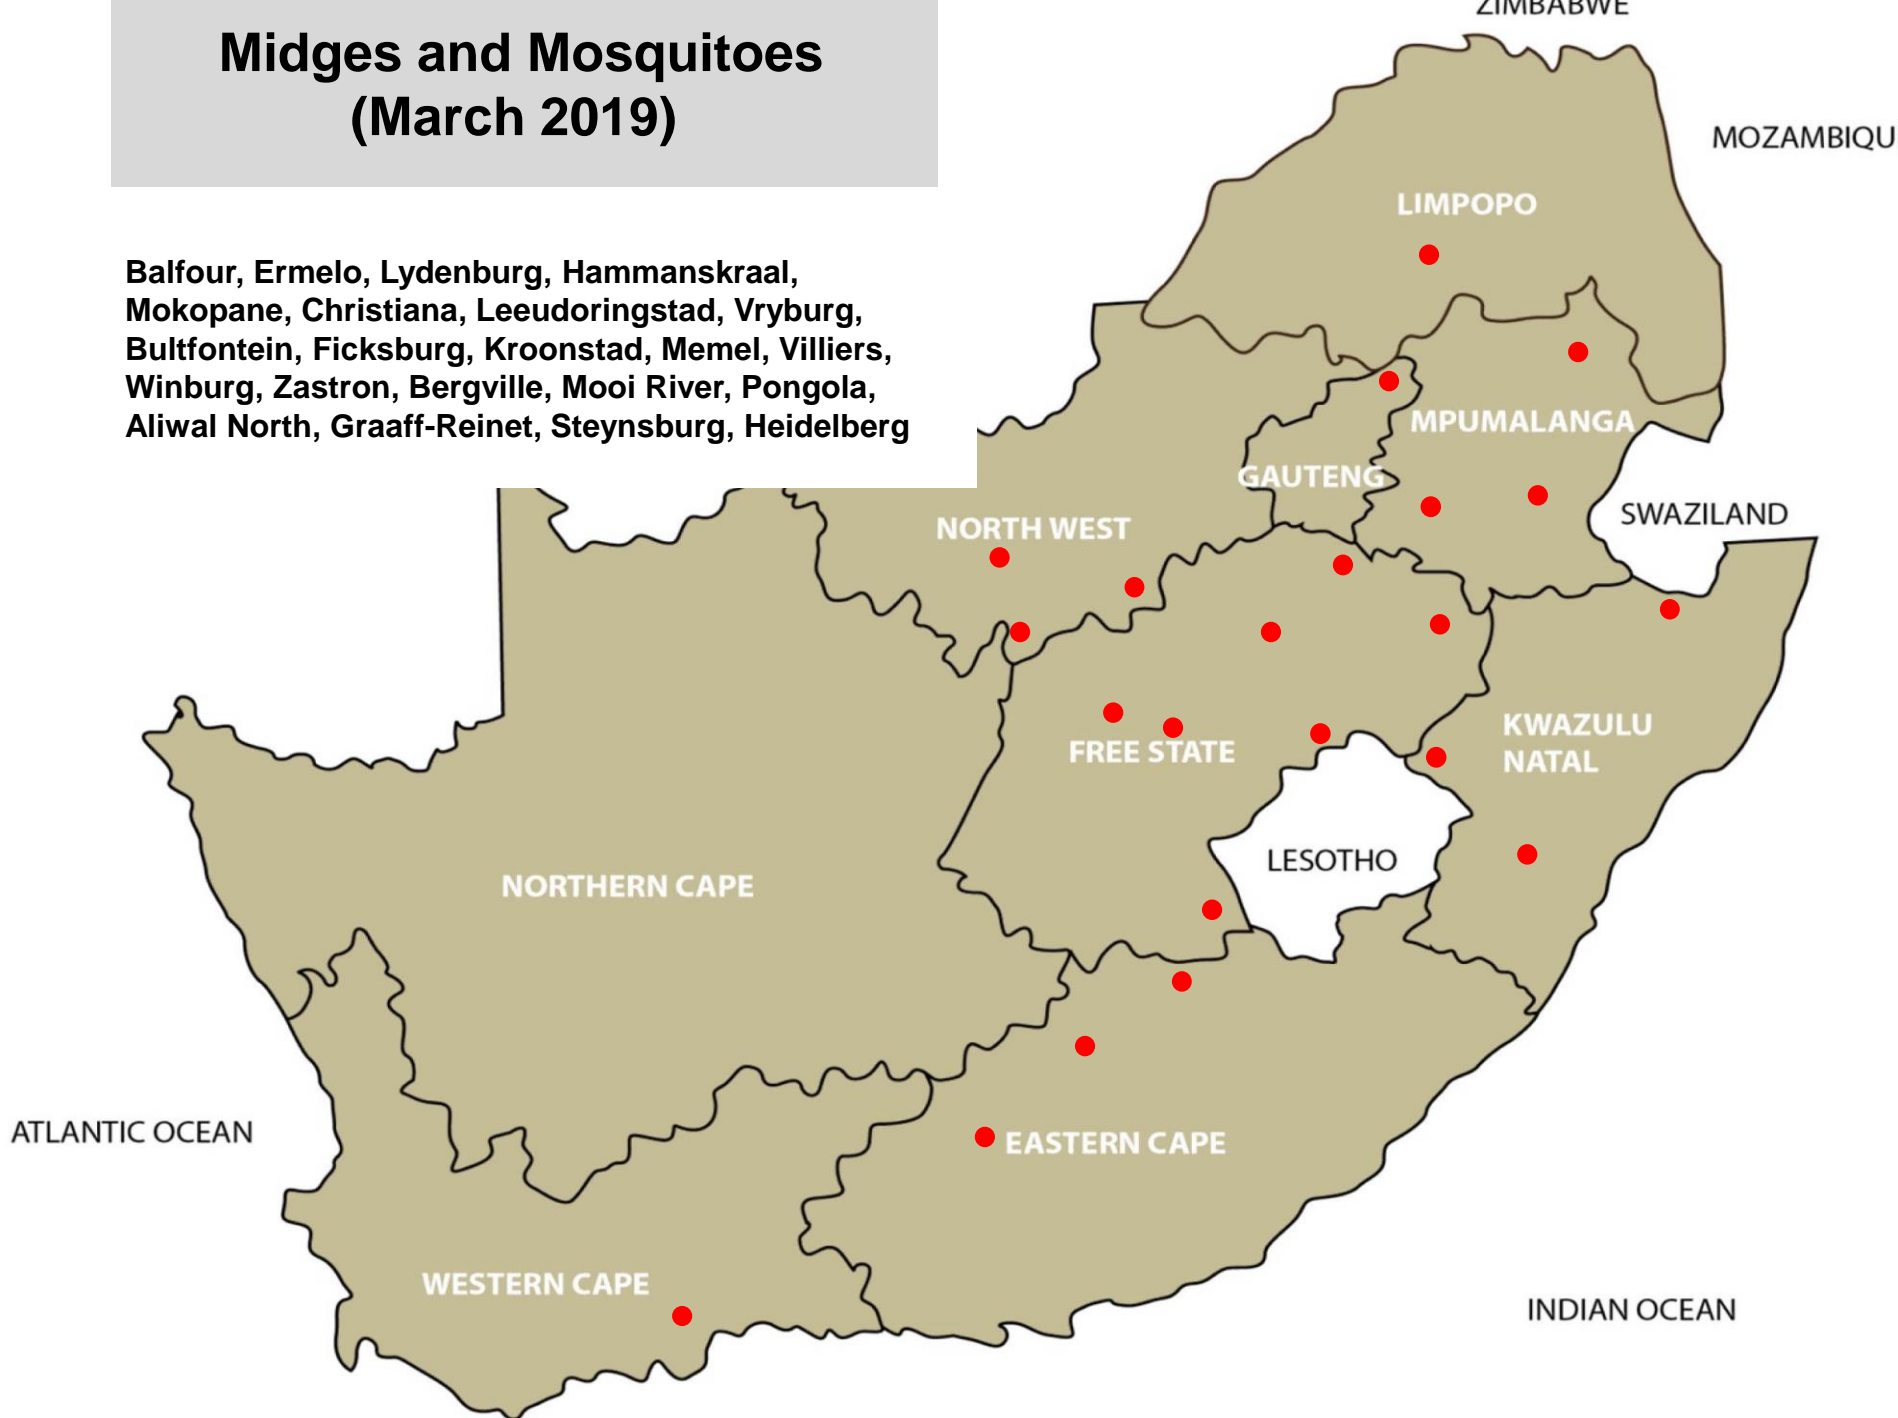 ZIMBABWE
Midges and Mosquitoes
(March 2019)
MOZAMBIQU
LIMPOPO
Balfour, Ermelo, Lydenburg, Hammanskraal,
Mokopane, Christiana, Leeudoringstad, Vryburg,
Bultfontein, Ficksburg, Kroonstad, Memel, Villiers,
Winburg, Zastron, Bergville, Mooi River, Pongola,
Aliwal North, Graaff-Reinet, Steynsburg, Heidelberg
MPUMALANGA
GAUTENG
SWAZILAND
NORTH WEST
KWAZULU
NATAL
FREE STATE
LESOTHO
NORTHERN CAPE
ATLANTIC OCEAN
EASTERN CAPE
WESTERN CAPE
INDIAN OCEAN